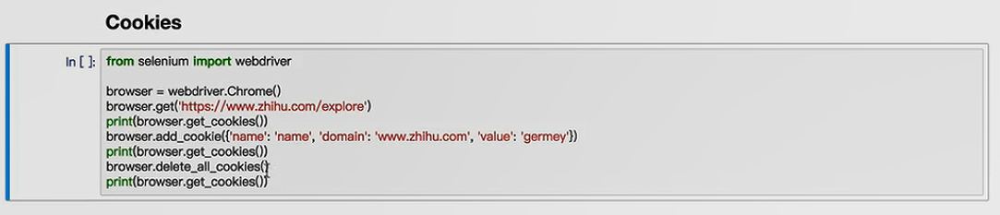 Cookies
In [ ]: from selenium import webdriver
browser = webdriver.Chrome()
browser.get('https://www.zhihu.com/explore')
print(browser.get_cookies())
browser.add_cookie({'name': 'name', 'domain': 'www.zhihu.com', 'value': 'germey'})
print(browser.get_cookies())
browser.delete_all_cookies()
print(browser.get_cookies())